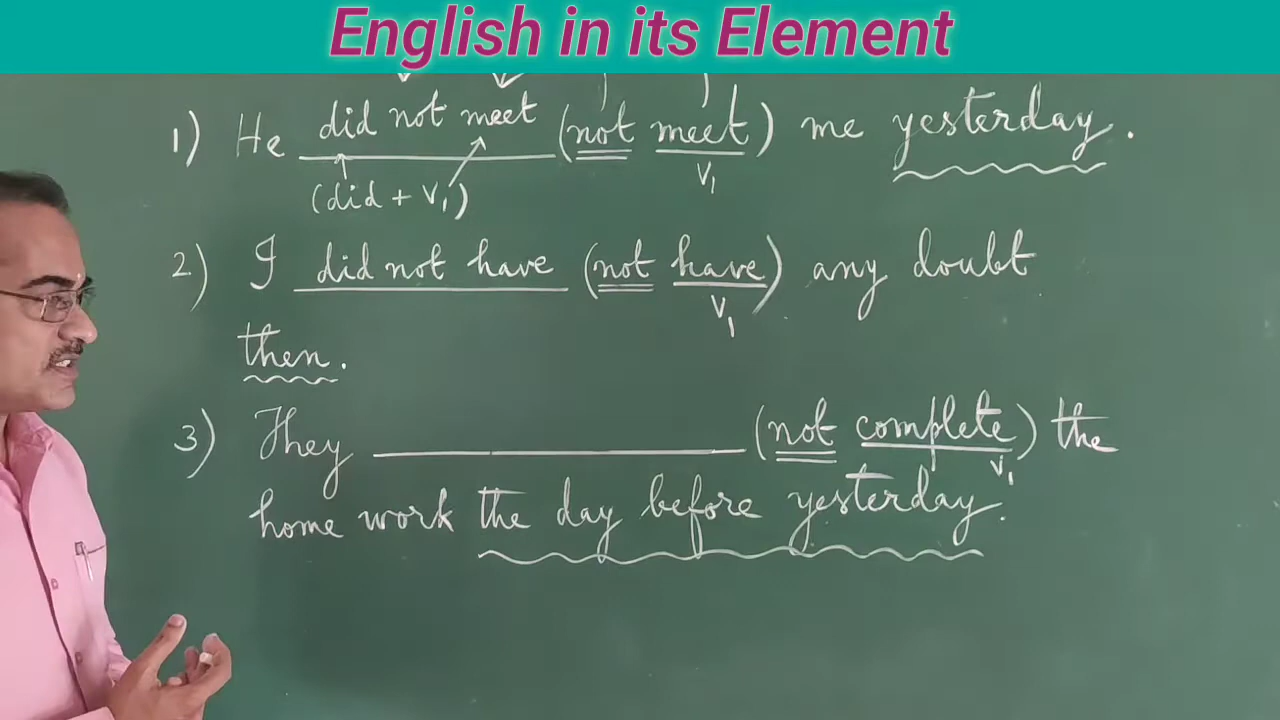 English in its Element
1) He did not meet (not meet) me yesterday.
(did + V1) V1
2) I did not have (not have) any doubt
V1
then.
3) They ____________ (not complete) the
V1
home work the day before yesterday.